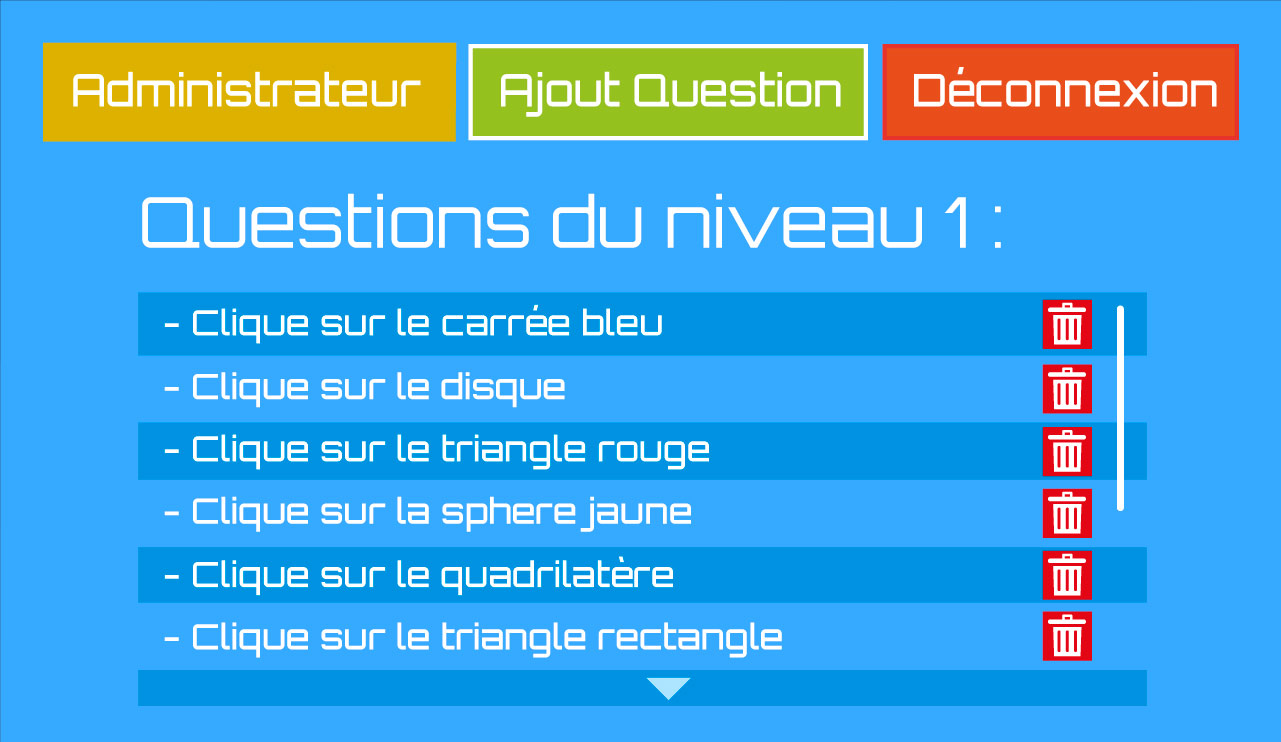 Administrateur
Ajout Question
Déconnexion
Questions du niveau 1 :
- Clique sur le carrée bleu
- Clique sur le disque
- Clique sur le triangle rouge
- Clique sur la sphere jaune
- Clique sur le quadrilatère
- Clique sur le triangle rectangle